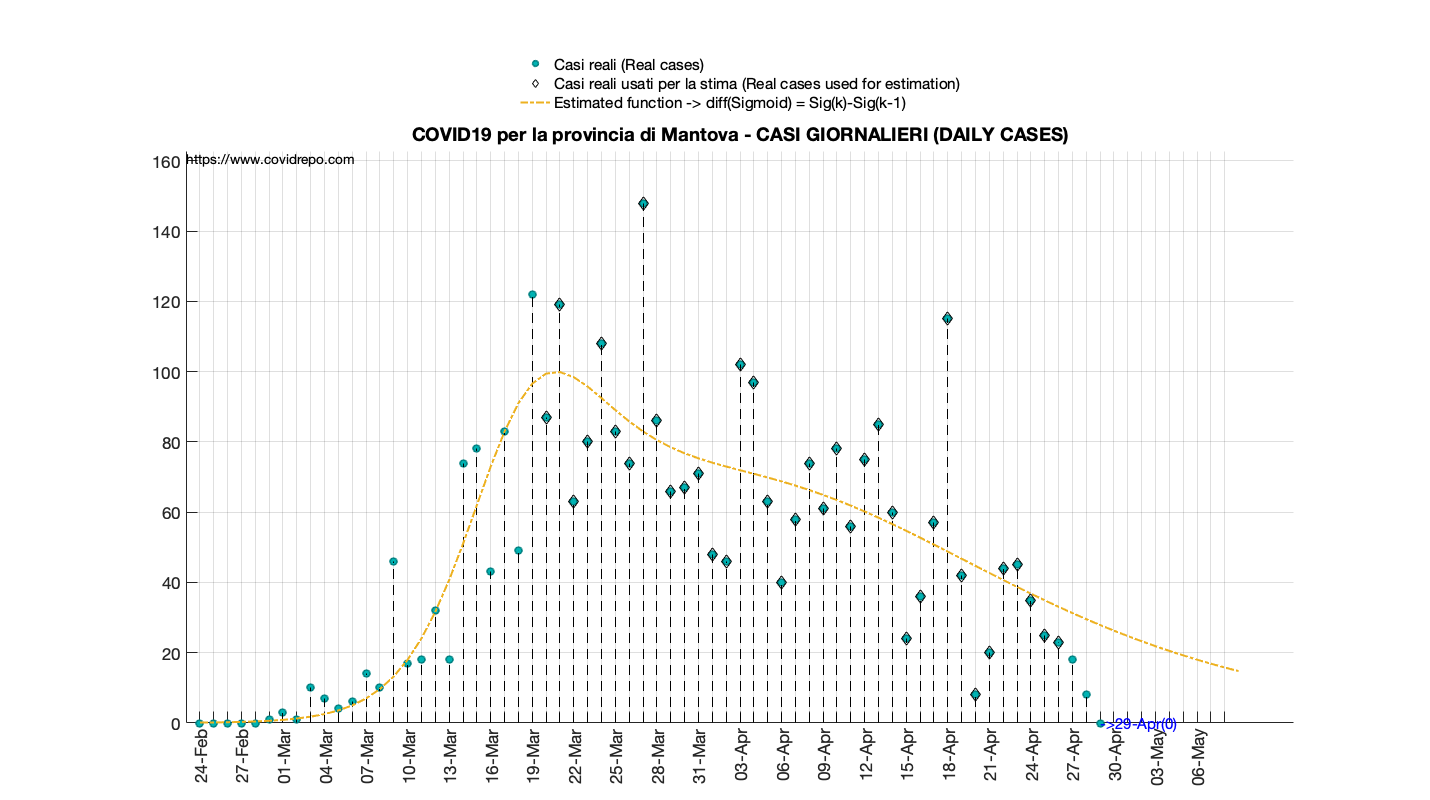 Casi reali (Real cases)
Casi reali usati per la stima (Real cases used for estimation)
Estimated function -> diff(Sigmoid) = Sig(k)-Sig(k-1)
COVID19 per la provincia di Mantova - CASI GIORNALIERI (DAILY CASES)
https://www.covidrepo.com
160
140
120
100
80
60
40
20
0
->29-Apr(0)
24-Feb
27-Feb
01-Mar
04-Mar
07-Mar
10-Mar
13-Mar
16-Mar
19-Mar
22-Mar
25-Mar
28-Mar
31-Mar
03-Apr
06-Apr
09-Apr
12-Apr
15-Apr
18-Apr
21-Apr
24-Apr
27-Apr
30-Apr
03-May
06-May